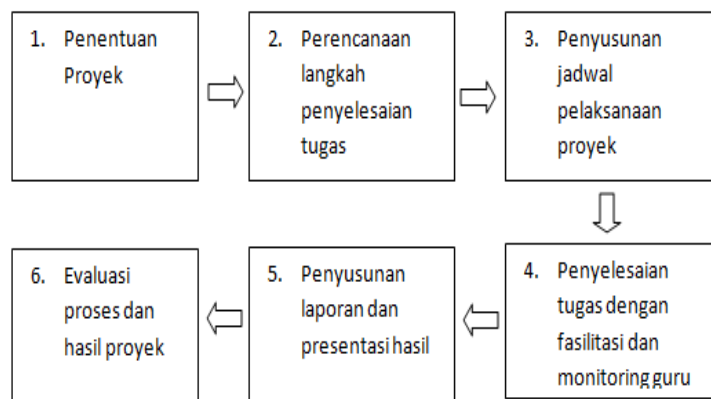 1. Penentuan
Proyek
2. Perencanaan
langkah
penyelesaian
tugas
3. Penyusunan
jadwal
pelaksanaan
proyek
4. Penyelesaian
tugas dengan
fasilitasi dan
monitoring guru
5. Penyusunan
laporan dan
presentasi hasil
6. Evaluasi
proses dan
hasil proyek